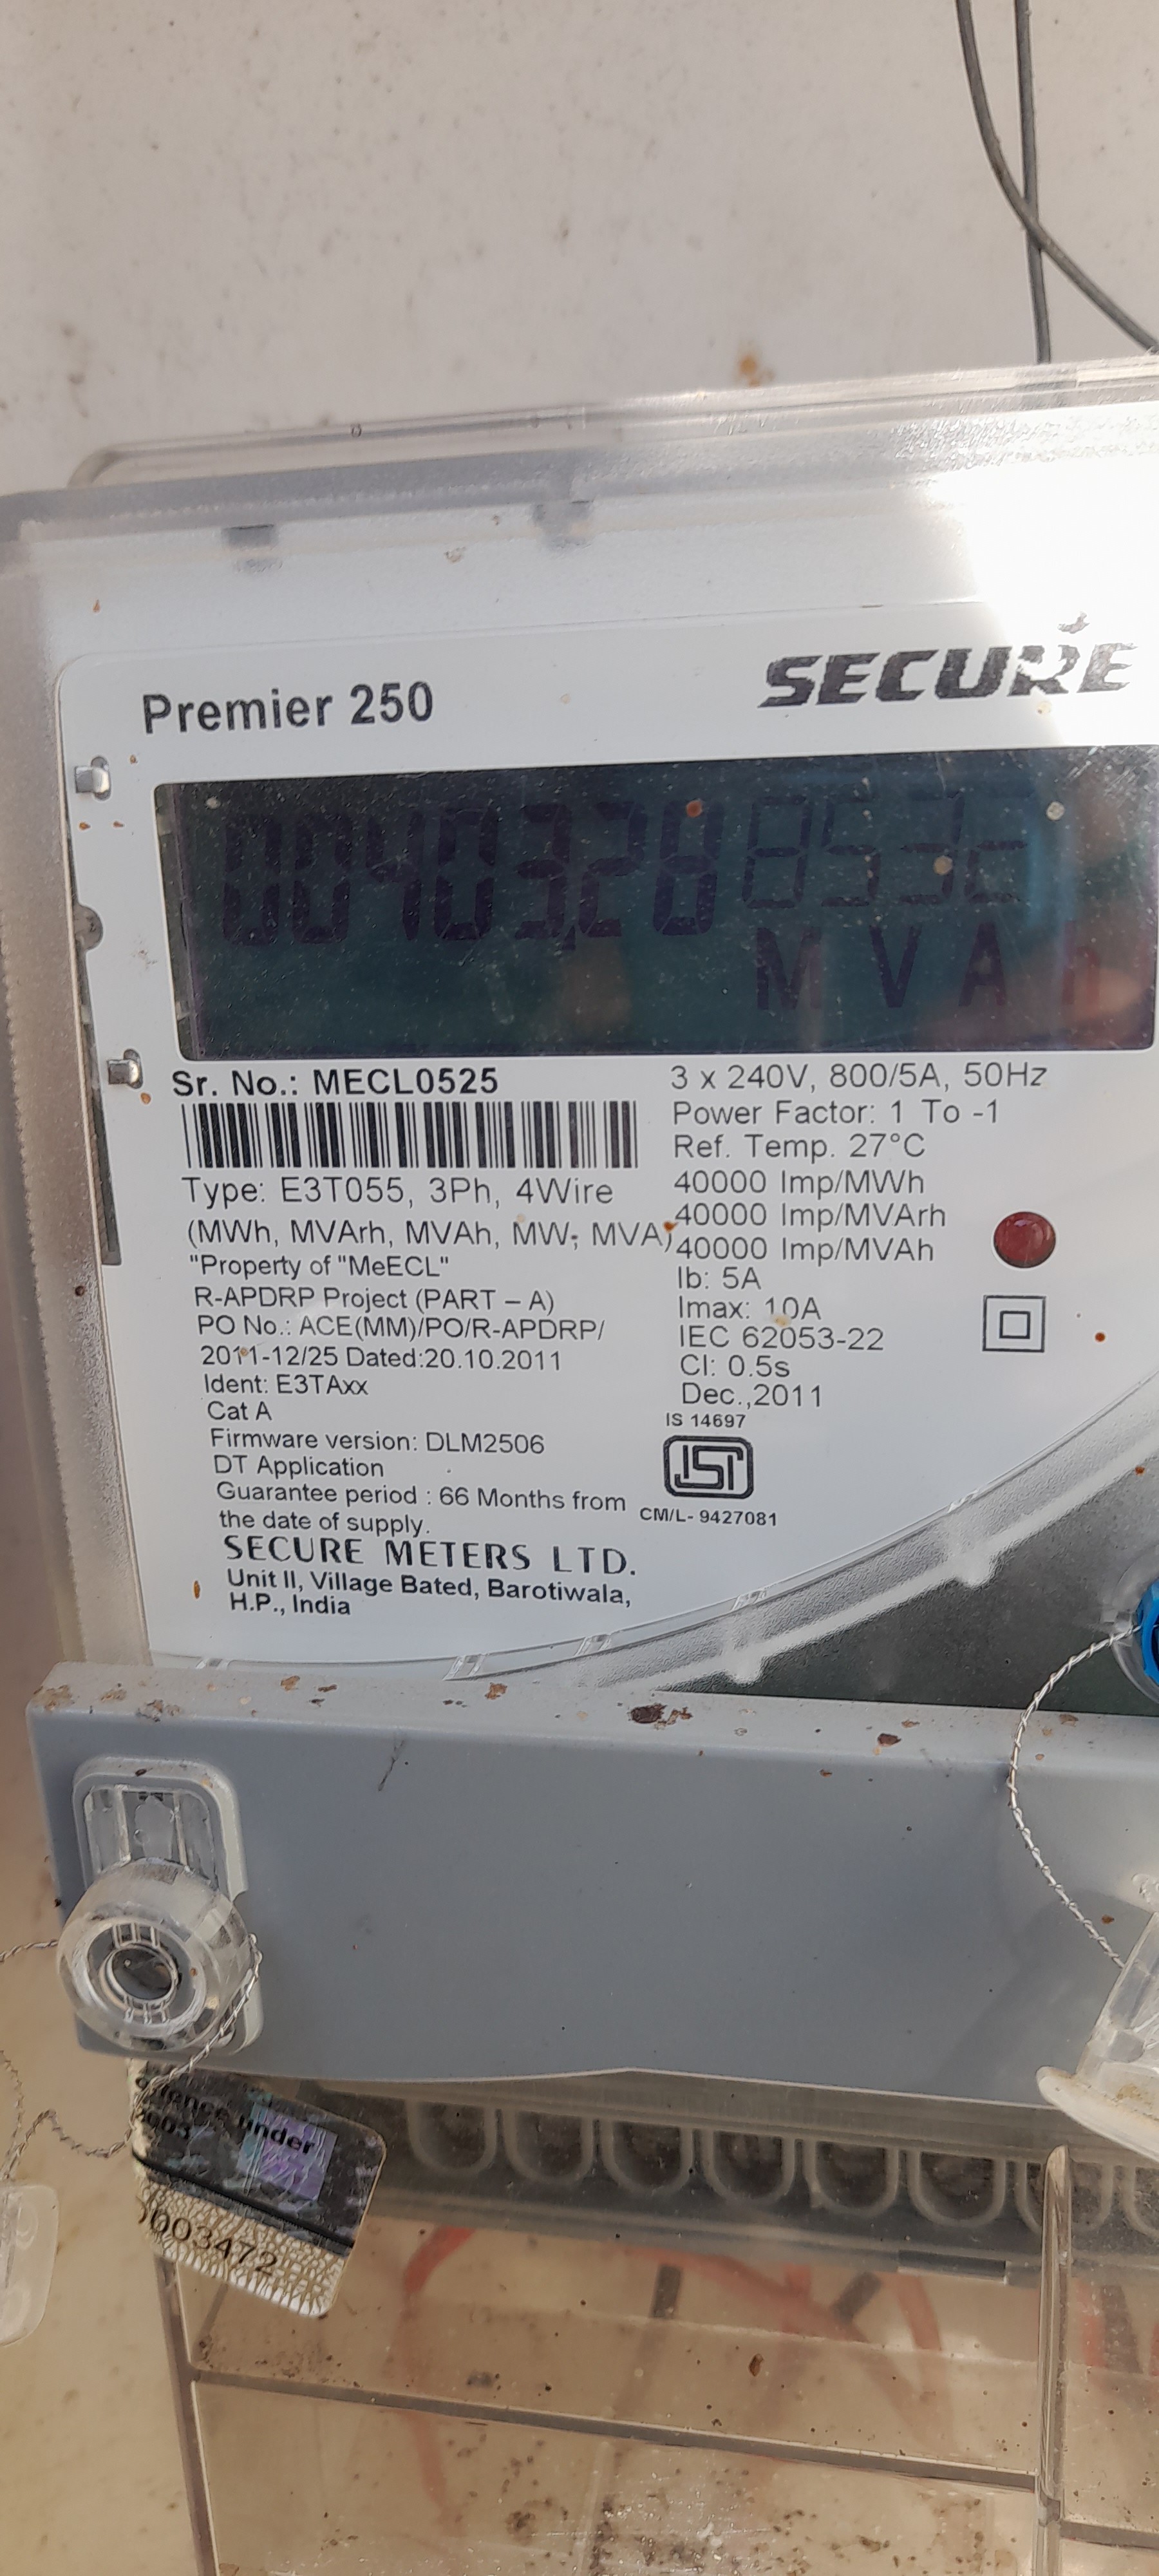 Premier 250
SECURE
00403.28
853c
MVAh
Sr. No.: MECL0525
Type: E3T055, 3Ph, 4Wire
(MWh, MVArh, MVAh, MW, MVA)
"Property of "MeECL"
R-APDRP Project (PART – A)
PO No.: ACE(MM)/PO/R-APDRP/
2011-12/25 Dated:20.10.2011
Ident: E3TAxx
Cat A
Firmware version: DLM2506
DT Application
Guarantee period : 66 Months from
the date of supply.
SECURE METERS LTD.
Unit II, Village Bated, Barotiwala,
H.P., India
3 x 240V, 800/5A, 50Hz
Power Factor: 1 To -1
Ref. Temp. 27°C
40000 Imp/MWh
40000 Imp/MVArh
40000 Imp/MVAh
Ib: 5A
Imax: 10A
IEC 62053-22
Cl: 0.5s
Dec.,2011
IS 14697
ISI
CM/L- 9427081
under
003472